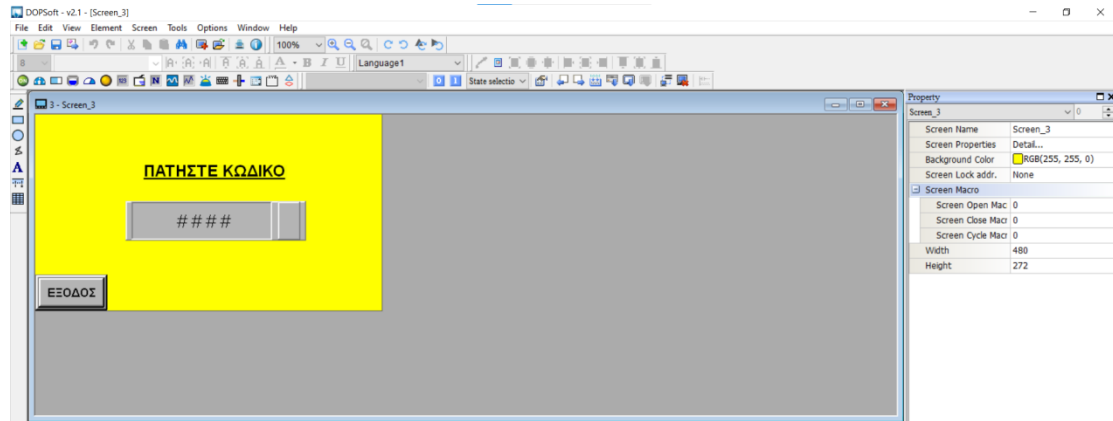 DOPSoft - v2.1 - [Screen_3]
File Edit View Element Screen Tools Options Window Help
100%
B Language1
0 1 State selectio
3 - Screen_3
ΠΑΤΗΣΤΕ ΚΩΔΙΚΟ
####
ΕΞΟΔΟΣ
Property
Screen_3 0
Screen Name Screen_3
Screen Properties Detail...
Background Color RGB(255, 255, 0)
Screen Lock addr. None
Screen Macro
Screen Open Mac 0
Screen Close Macr 0
Screen Cycle Macr 0
Width 480
Height 272